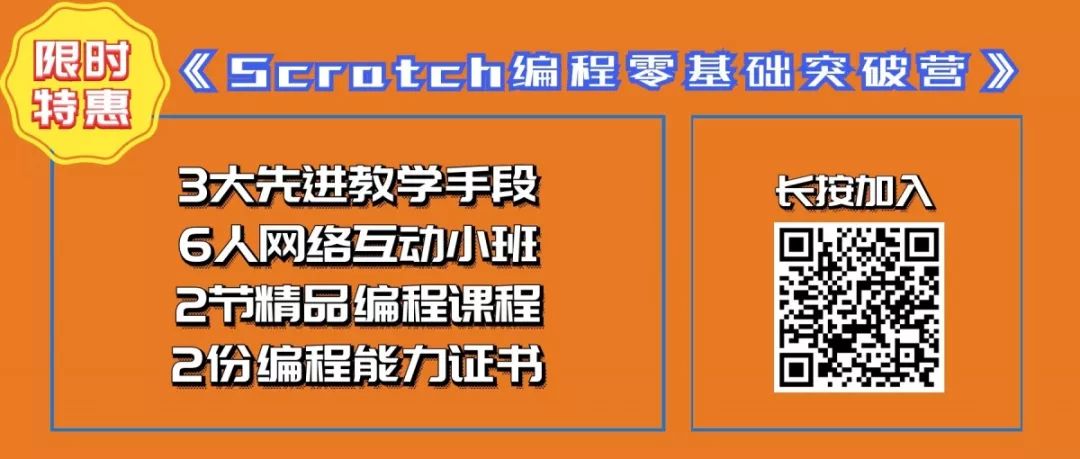 限时
特惠
《Scratch编程零基础突破营》
3大先进教学手段
6人网络互动小班
2节精品编程课程
2份编程能力证书
长按加入